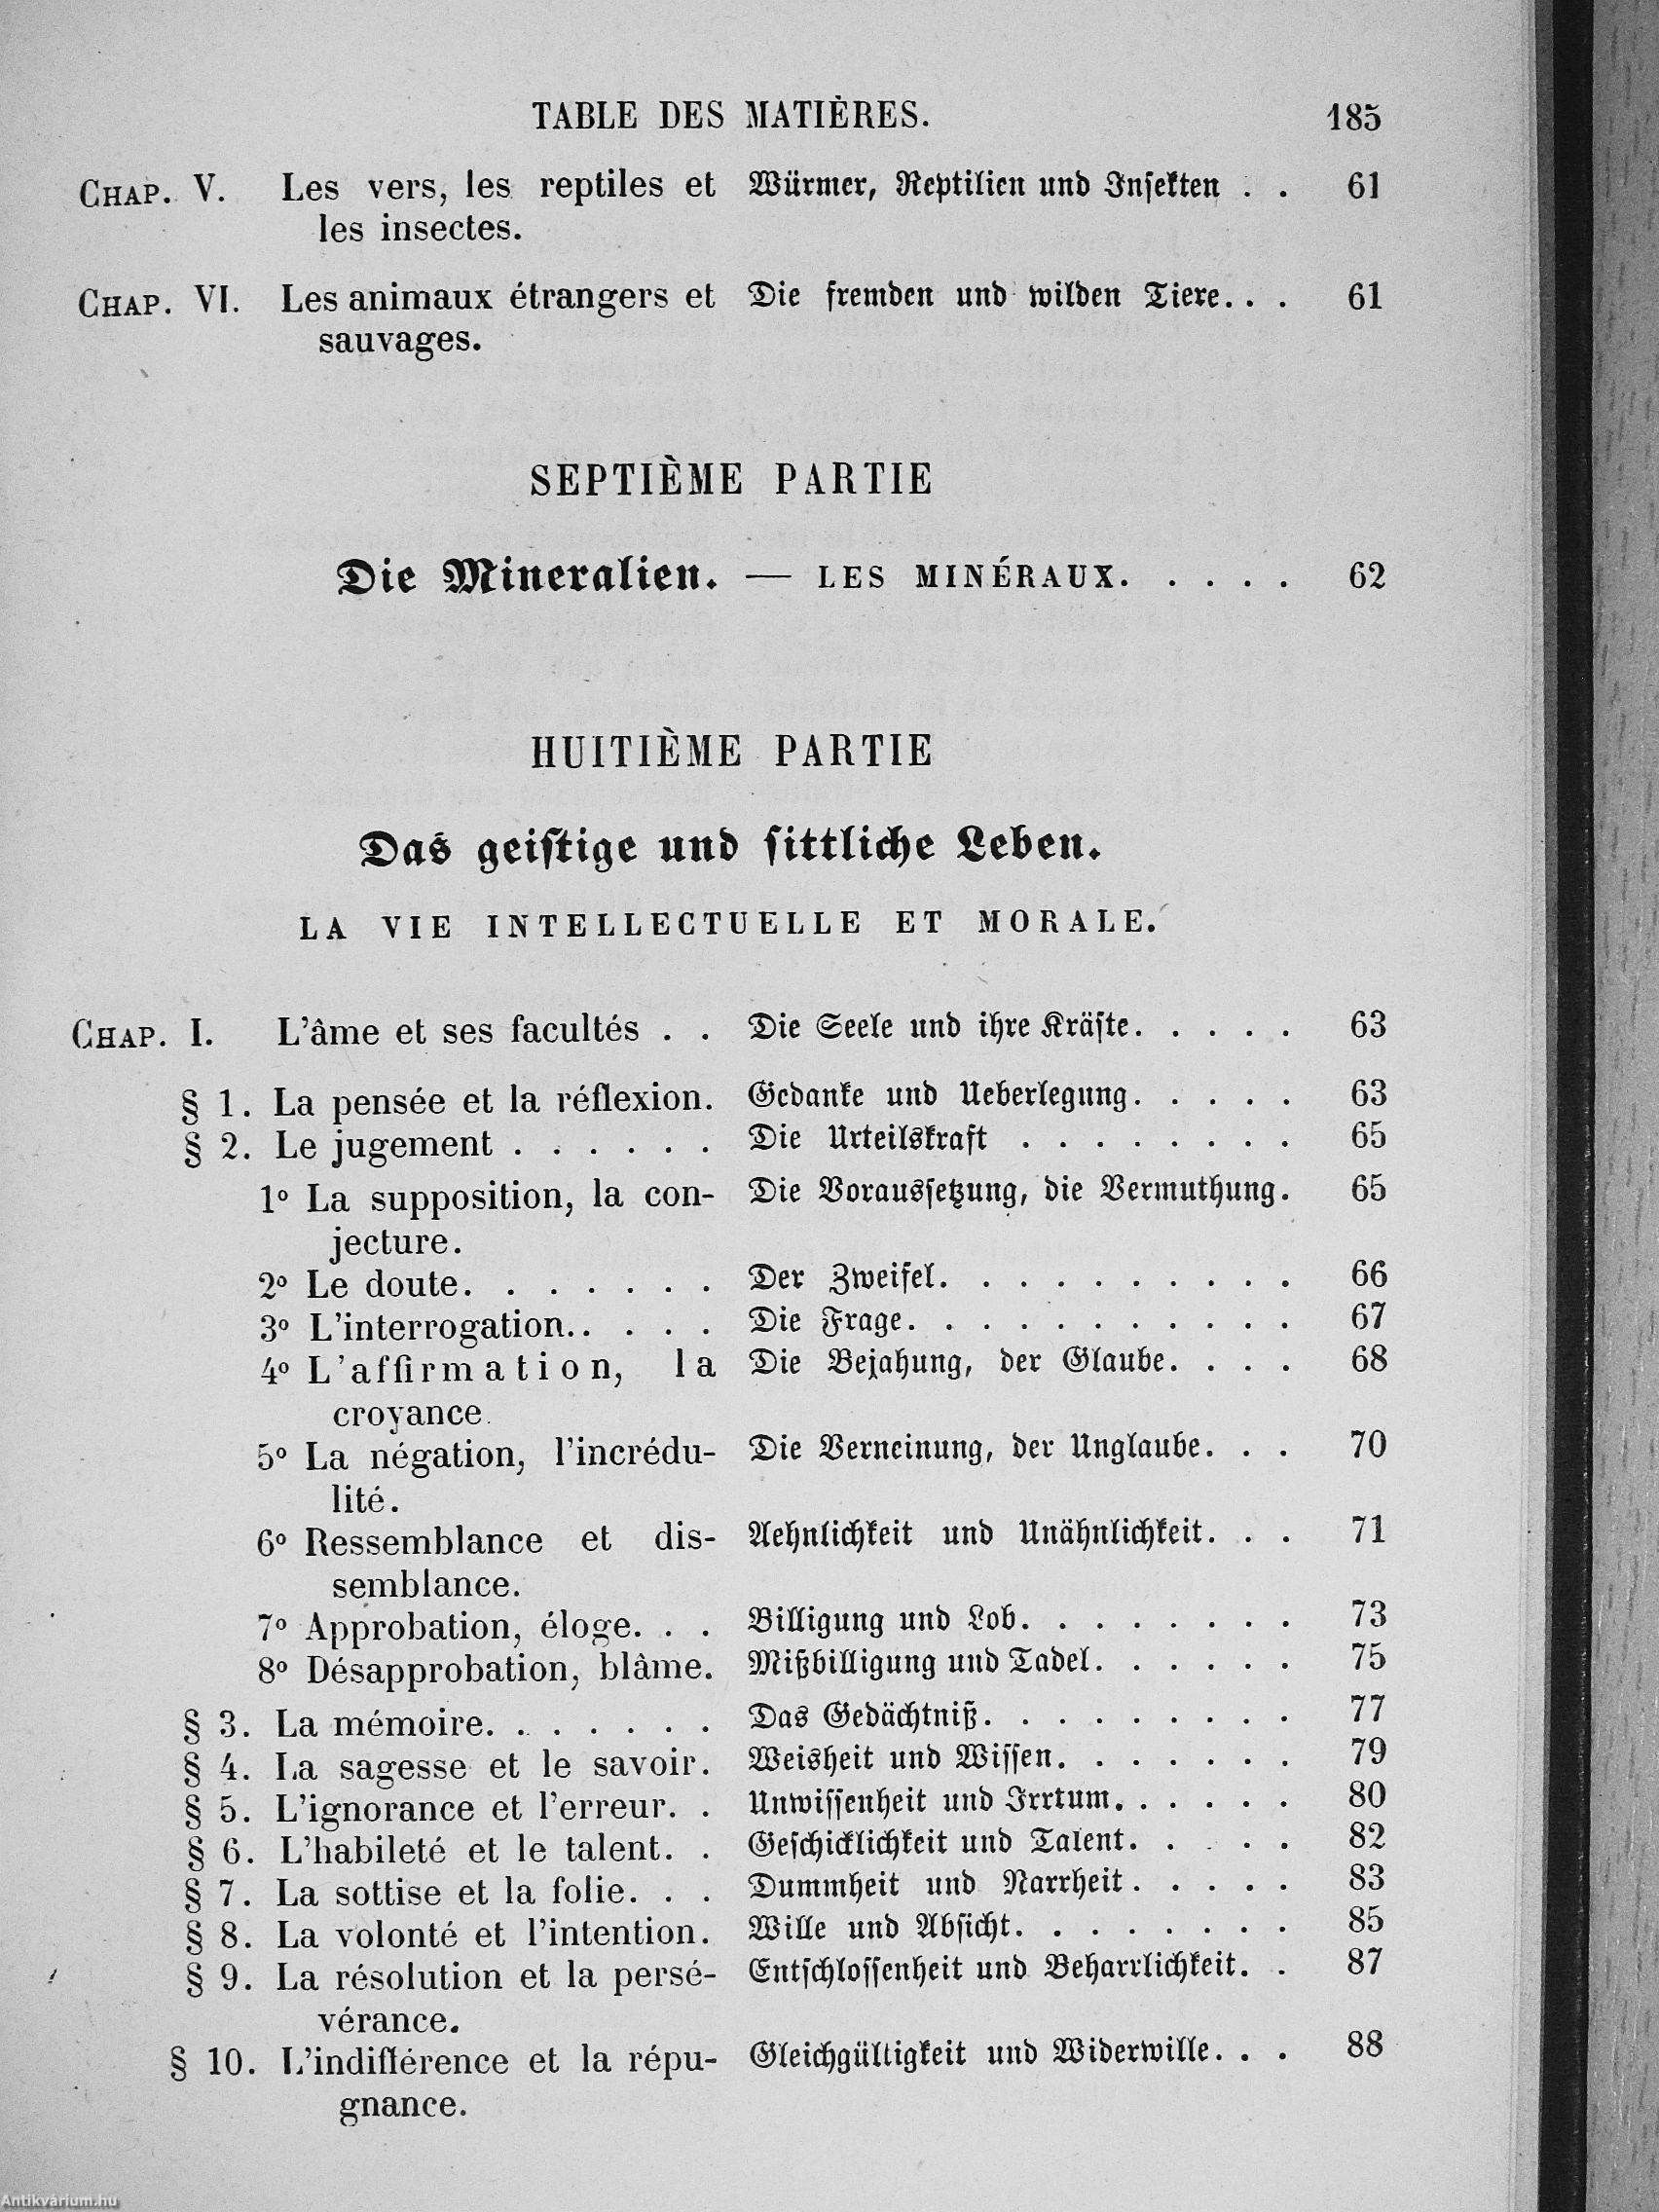 TABLE DES MATIÈRES. 185
CHAP. V. Les vers, les reptiles et Würmer, Reptilien und Insekten . . 61
les insectes.
CHAP. VI. Les animaux étrangers et Die fremden und wilden Tiere. . . 61
sauvages.
SEPTIÈME PARTIE
Die Mineralien. — LES MINÉRAUX. . . . . 62
HUITIÈME PARTIE
Das geistige und sittliche Leben.
LA VIE INTELLECTUELLE ET MORALE.
CHAP. I. L'âme et ses facultés . . Die Seele und ihre Kräfte. . . . . 63
§ 1. La pensée et la réflexion. Gedanke und Ueberlegung. . . . . 63
§ 2. Le jugement . . . . . . Die Urteilskraft . . . . . . . . 65
1º La supposition, la con- Die Voraussetzung, die Vermuthung. 65
jecture.
2º Le doute. . . . . . . Der Zweifel. . . . . . . . . . 66
3º L'interrogation. . . . . Die Frage. . . . . . . . . . . 67
4º L'affirmation, la Die Bejahung, der Glaube. . . . 68
croyance.
5º La négation, l'incrédu- Die Verneinung, der Unglaube. . . 70
lité.
6º Ressemblance et dis- Aehnlichkeit und Unähnlichkeit. . . 71
semblance.
7º Approbation, éloge. . . Billigung und Lob. . . . . . . . 73
8º Désapprobation, blâme. Mißbilligung und Tadel. . . . . . 75
§ 3. La mémoire. . . . . . . Das Gedächtniß. . . . . . . . . 77
§ 4. La sagesse et le savoir. Weisheit und Wissen. . . . . . . 79
§ 5. L'ignorance et l'erreur. . Unwissenheit und Irrtum. . . . . . 80
§ 6. L'habileté et le talent. . Geschicklichkeit und Talent. . . . . 82
§ 7. La sottise et la folie. . . Dummheit und Narrheit. . . . . 83
§ 8. La volonté et l'intention. Wille und Absicht. . . . . . . . 85
§ 9. La résolution et la persé- Entschlossenheit und Beharrlichkeit. . 87
vérance.
§ 10. L'indifférence et la répu- Gleichgültigkeit und Widerwille. . . 88
gnance.
Antikvárium.hu